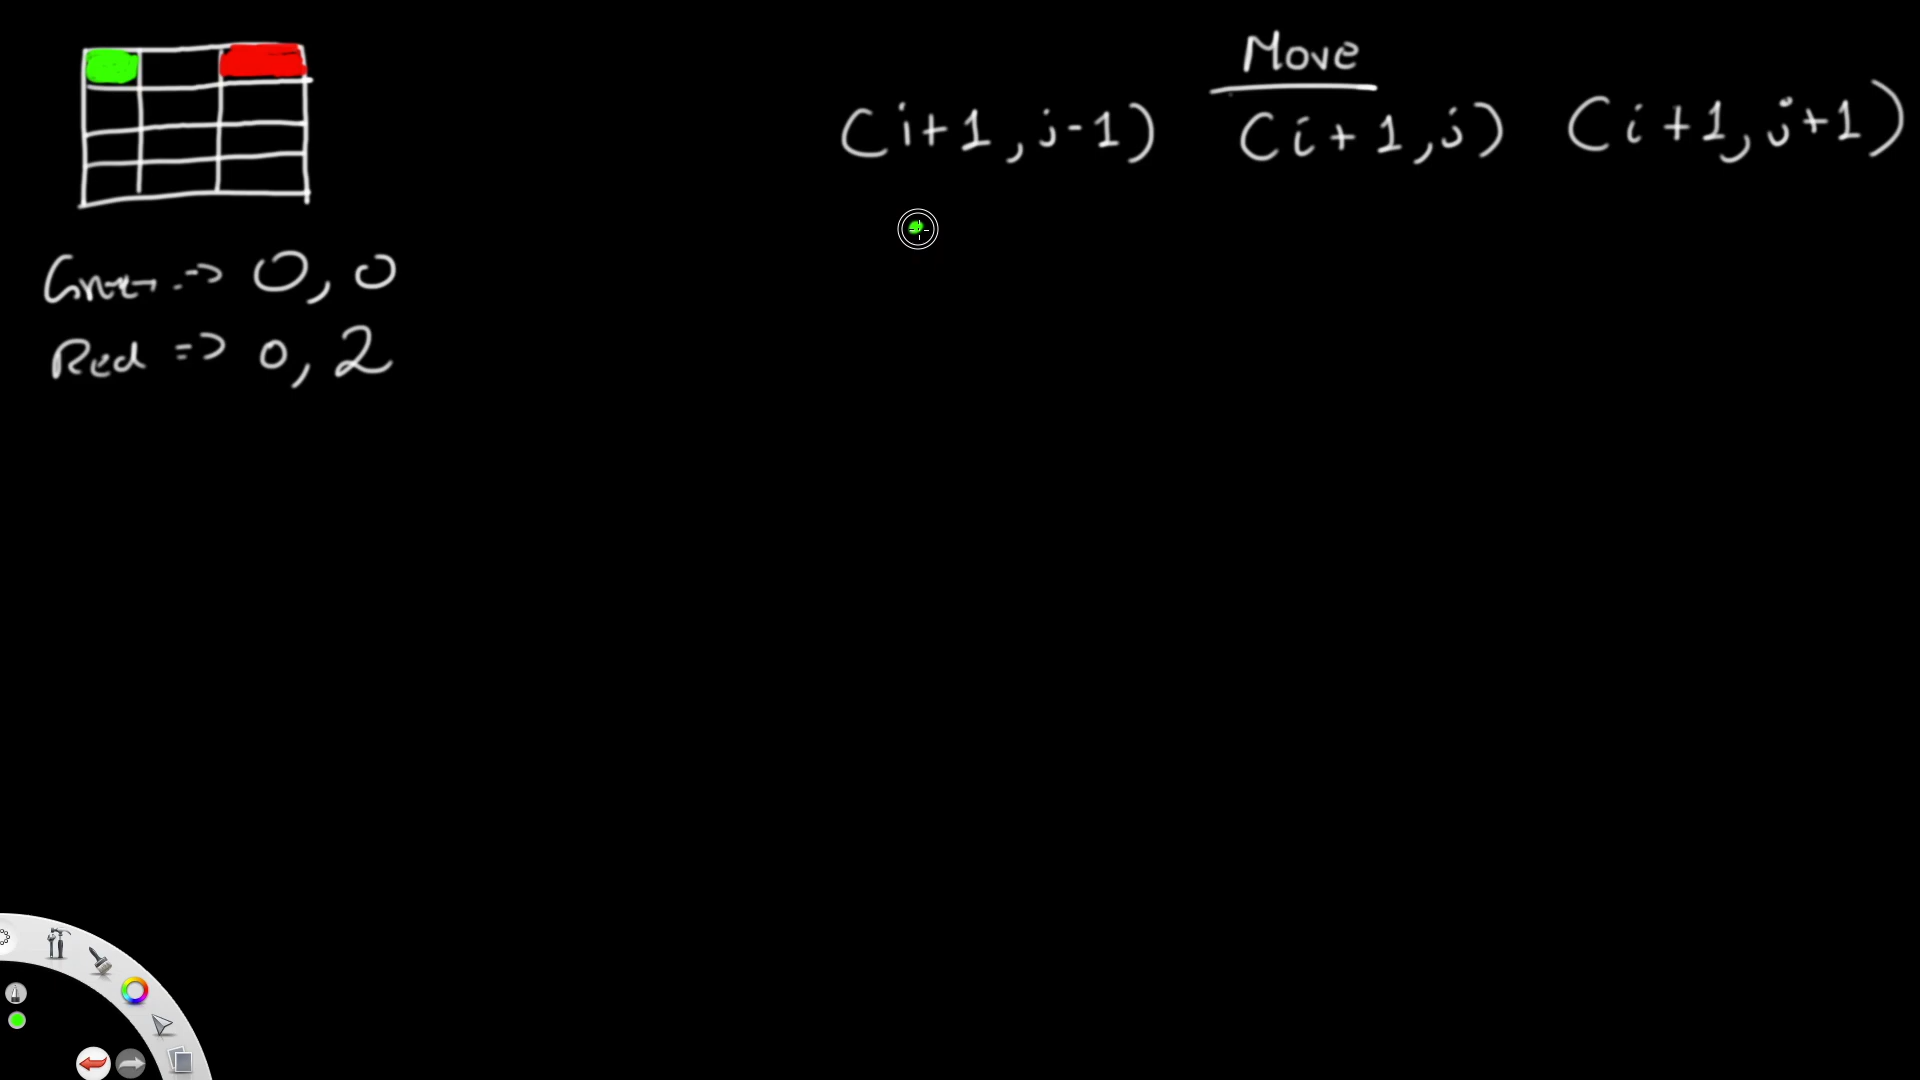 Move
(i+1,j-1) (i+1,j) (i+1,j+1)
Green => 0,0
Red => 0,2